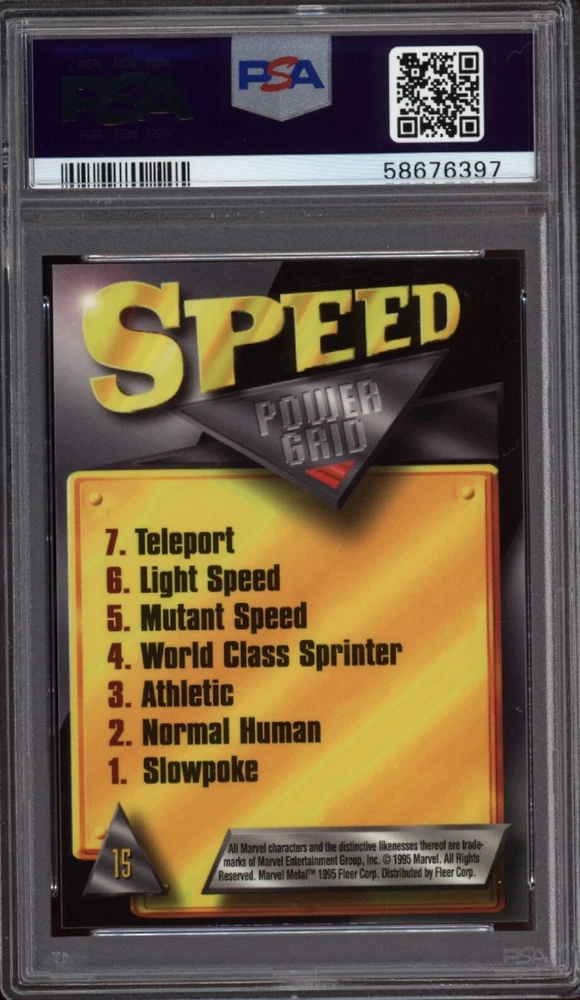 PSA
58676397
SPEED
POWER
GRID
7. Teleport
6. Light Speed
5. Mutant Speed
4. World Class Sprinter
3. Athletic
2. Normal Human
1. Slowpoke
15
All Marvel characters and the distinctive likenesses thereof are trade-
marks of Marvel Entertainment Group, Inc. © 1995 Marvel. All Rights
Reserved. Marvel Metal™ 1995 Fleer Corp. Distributed by Fleer Corp.
PSA